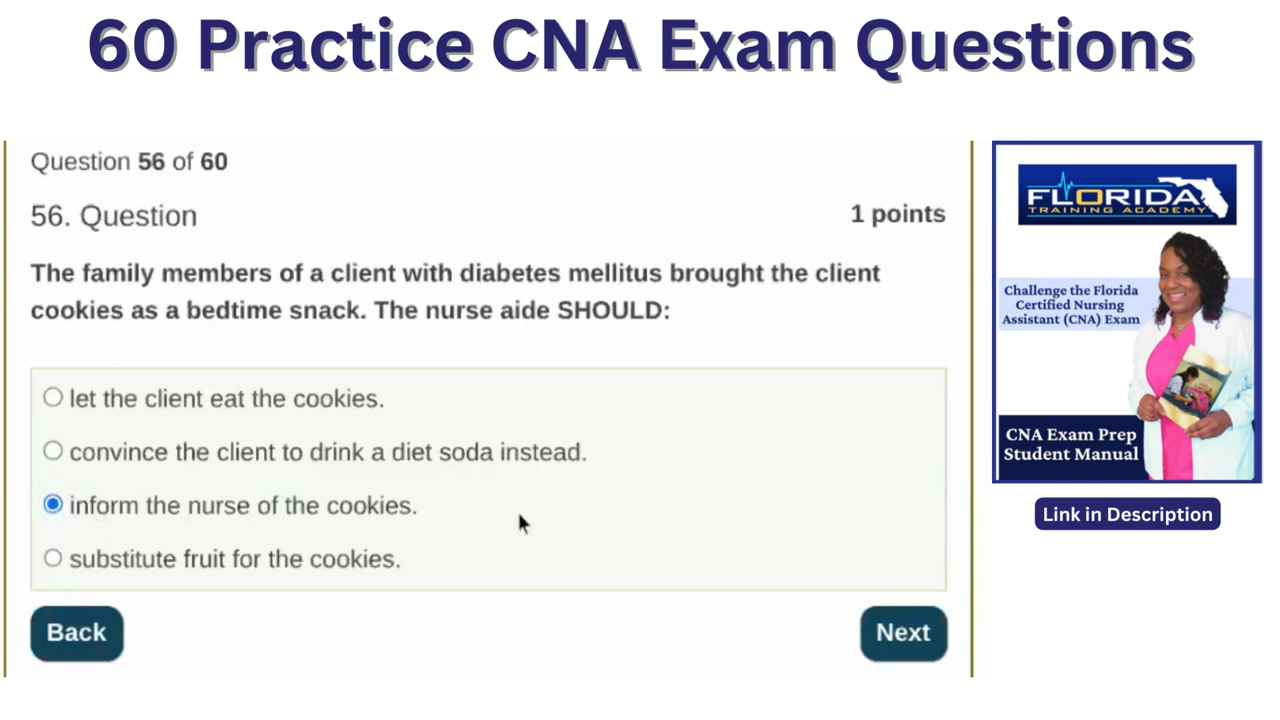 60 Practice CNA Exam Questions
Question 56 of 60
56. Question
1 points
The family members of a client with diabetes mellitus brought the client
cookies as a bedtime snack. The nurse aide SHOULD:
let the client eat the cookies.
convince the client to drink a diet soda instead.
inform the nurse of the cookies.
substitute fruit for the cookies.
Back
Next
FLORIDA
TRAINING ACADEMY
Challenge the Florida
Certified Nursing
Assistant (CNA) Exam
CNA Exam Prep
Student Manual
Link in Description